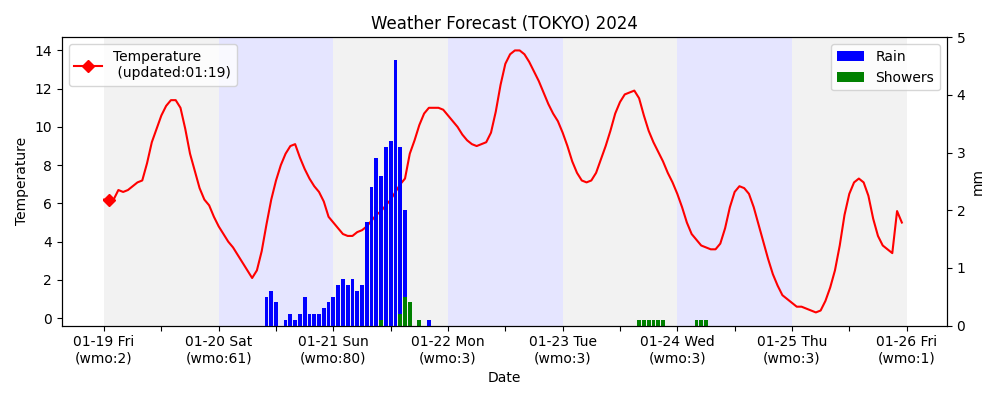 Weather Forecast (TOKYO) 2024
Temperature
(updated:01:19)
Rain
Showers
14
12
10
8
6
4
2
0
Temperature
5
4
3
2
1
0
mm
01-19 Fri
(wmo:2)
01-20 Sat
(wmo:61)
01-21 Sun
(wmo:80)
01-22 Mon
(wmo:3)
01-23 Tue
(wmo:3)
01-24 Wed
(wmo:3)
01-25 Thu
(wmo:3)
01-26 Fri
(wmo:1)
Date